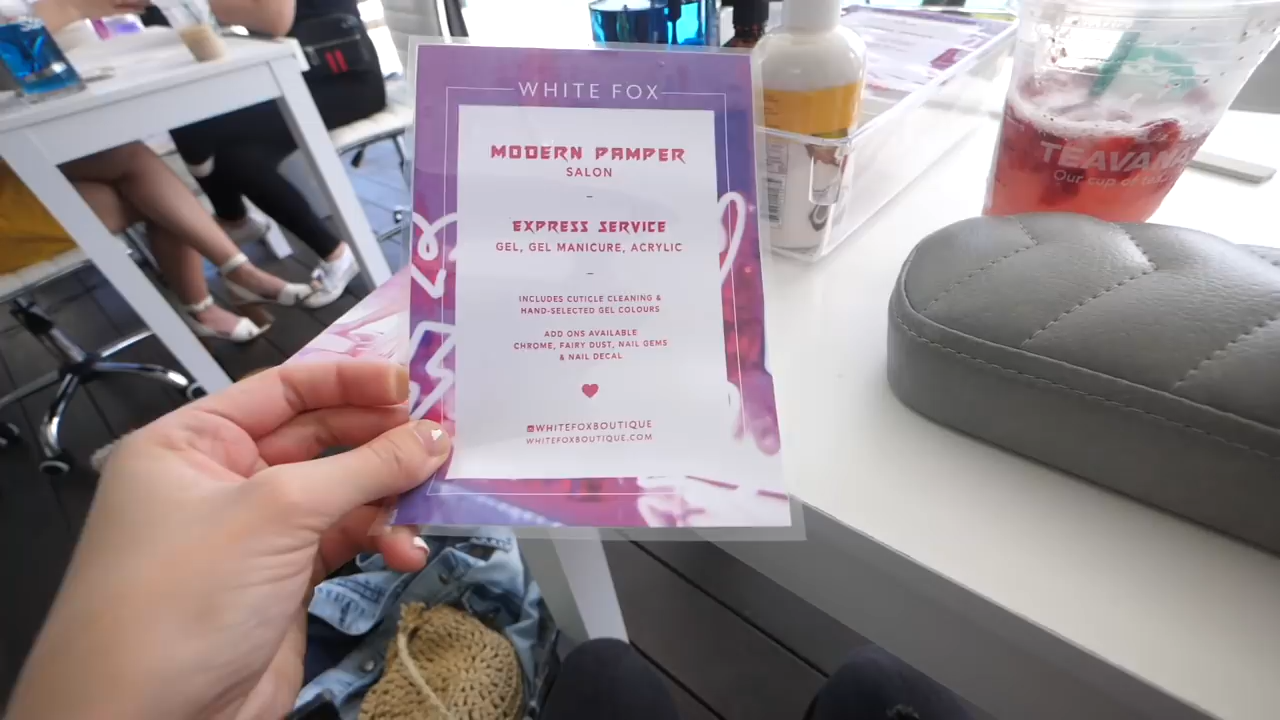 WHITE FOX
MODERN PAMPER
SALON
-
EXPRESS SERVICE
GEL, GEL MANICURE, ACRYLIC
-
INCLUDES CUTICLE CLEANING &
HAND-SELECTED GEL COLOURS
ADD ONS AVAILABLE
CHROME, FAIRY DUST, NAIL GEMS
& NAIL DECAL
WHITEFOXBOUTIQUE
WHITEFOXBOUTIQUE.COM
TEAVANA
Our cup of